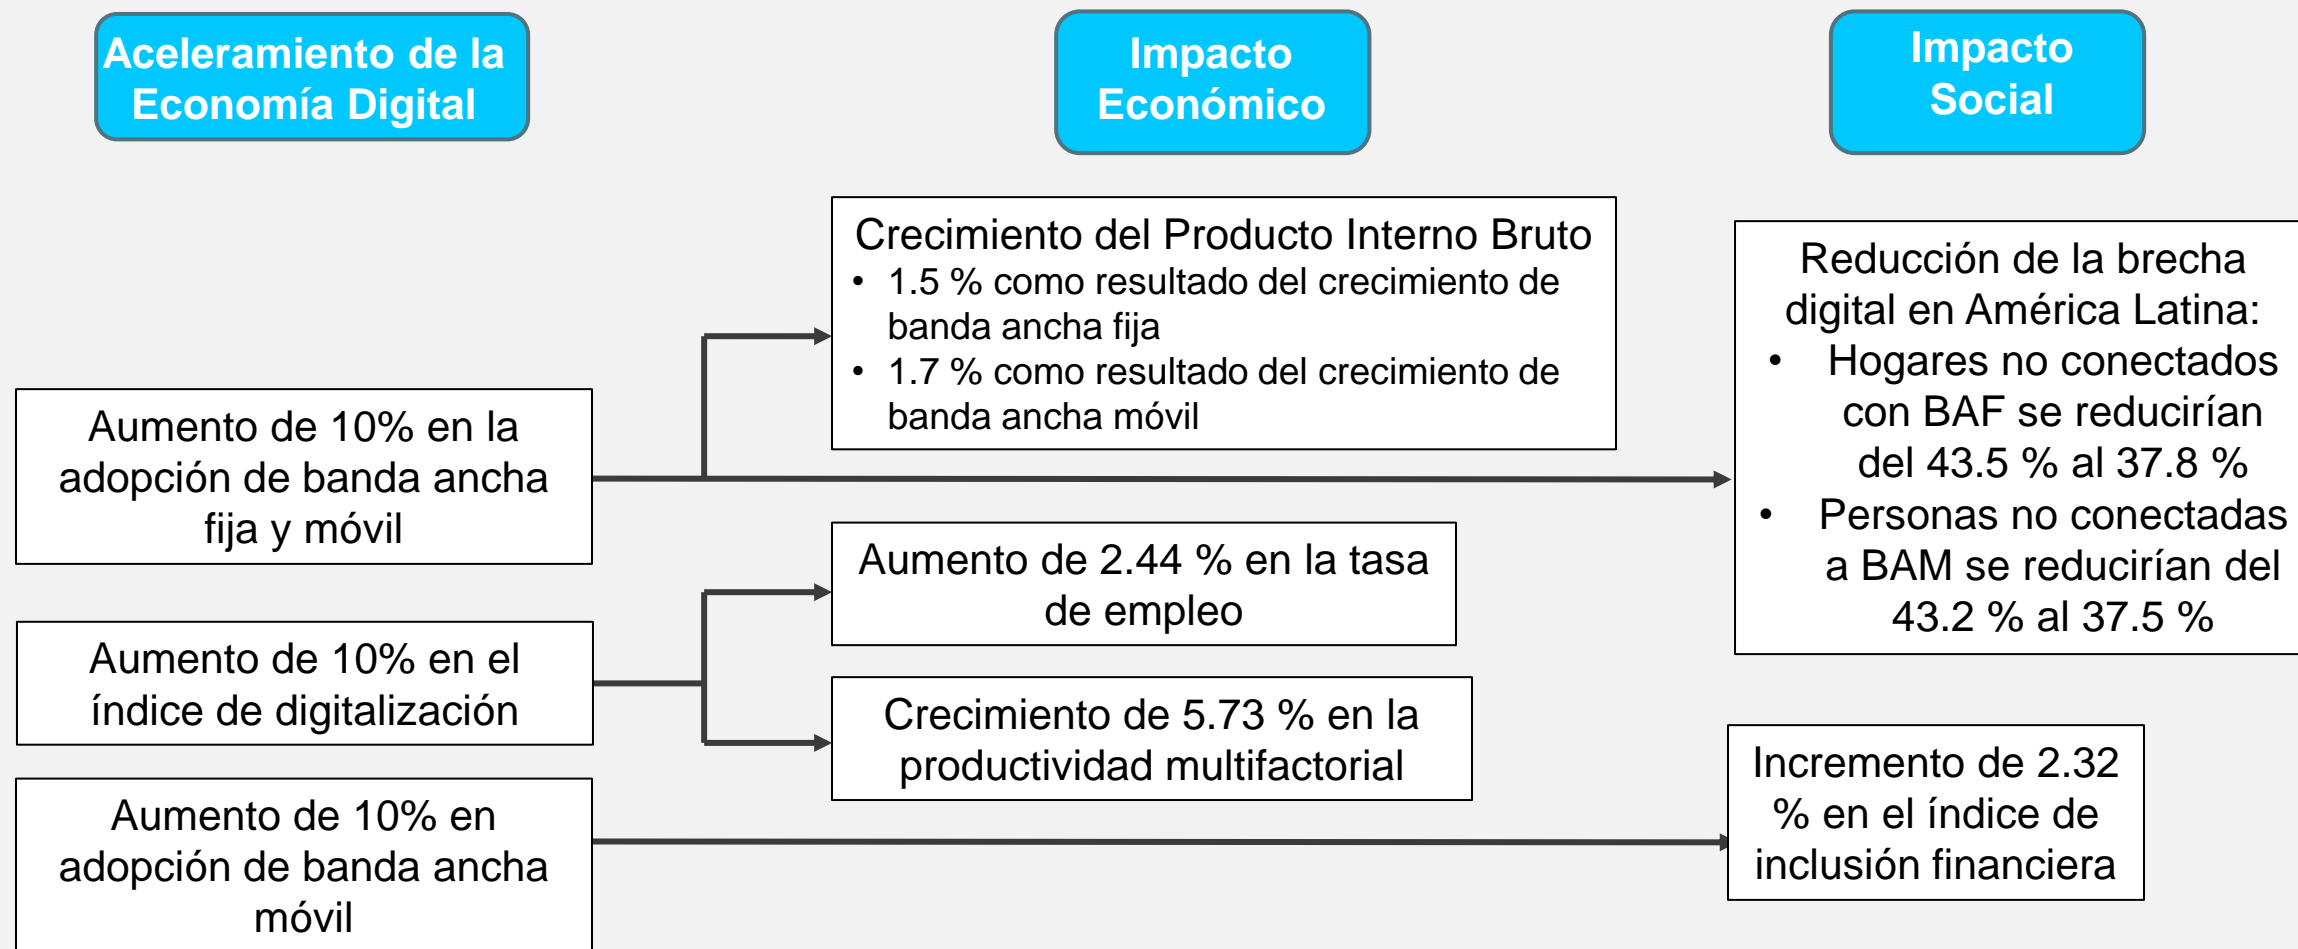 Aceleramiento de la
Economía Digital
Impacto
Económico
Impacto
Social
Crecimiento del Producto Interno Bruto
• 1.5 % como resultado del crecimiento de
banda ancha fija
• 1.7 % como resultado del crecimiento de
banda ancha móvil
Reducción de la brecha
digital en América Latina:
• Hogares no conectados
con BAF se reducirían
del 43.5 % al 37.8 %
• Personas no conectadas
a BAM se reducirían del
43.2 % al 37.5 %
Aumento de 10% en la
adopción de banda ancha
fija y móvil
Aumento de 2.44 % en la tasa
de empleo
Aumento de 10% en el
índice de digitalización
Crecimiento de 5.73 % en la
productividad multifactorial
Incremento de 2.32
% en el índice de
inclusión financiera
Aumento de 10% en
adopción de banda ancha
móvil